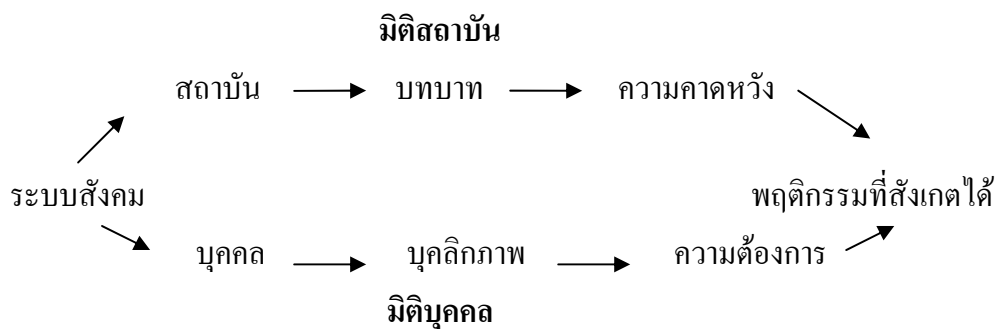 มิติสถาบัน
สถาบัน บทบาท ความคาดหวัง
ระบบสังคม พฤติกรรมที่สังเกตได้
บุคคล บุคลิกภาพ ความต้องการ
มิติบุคคล